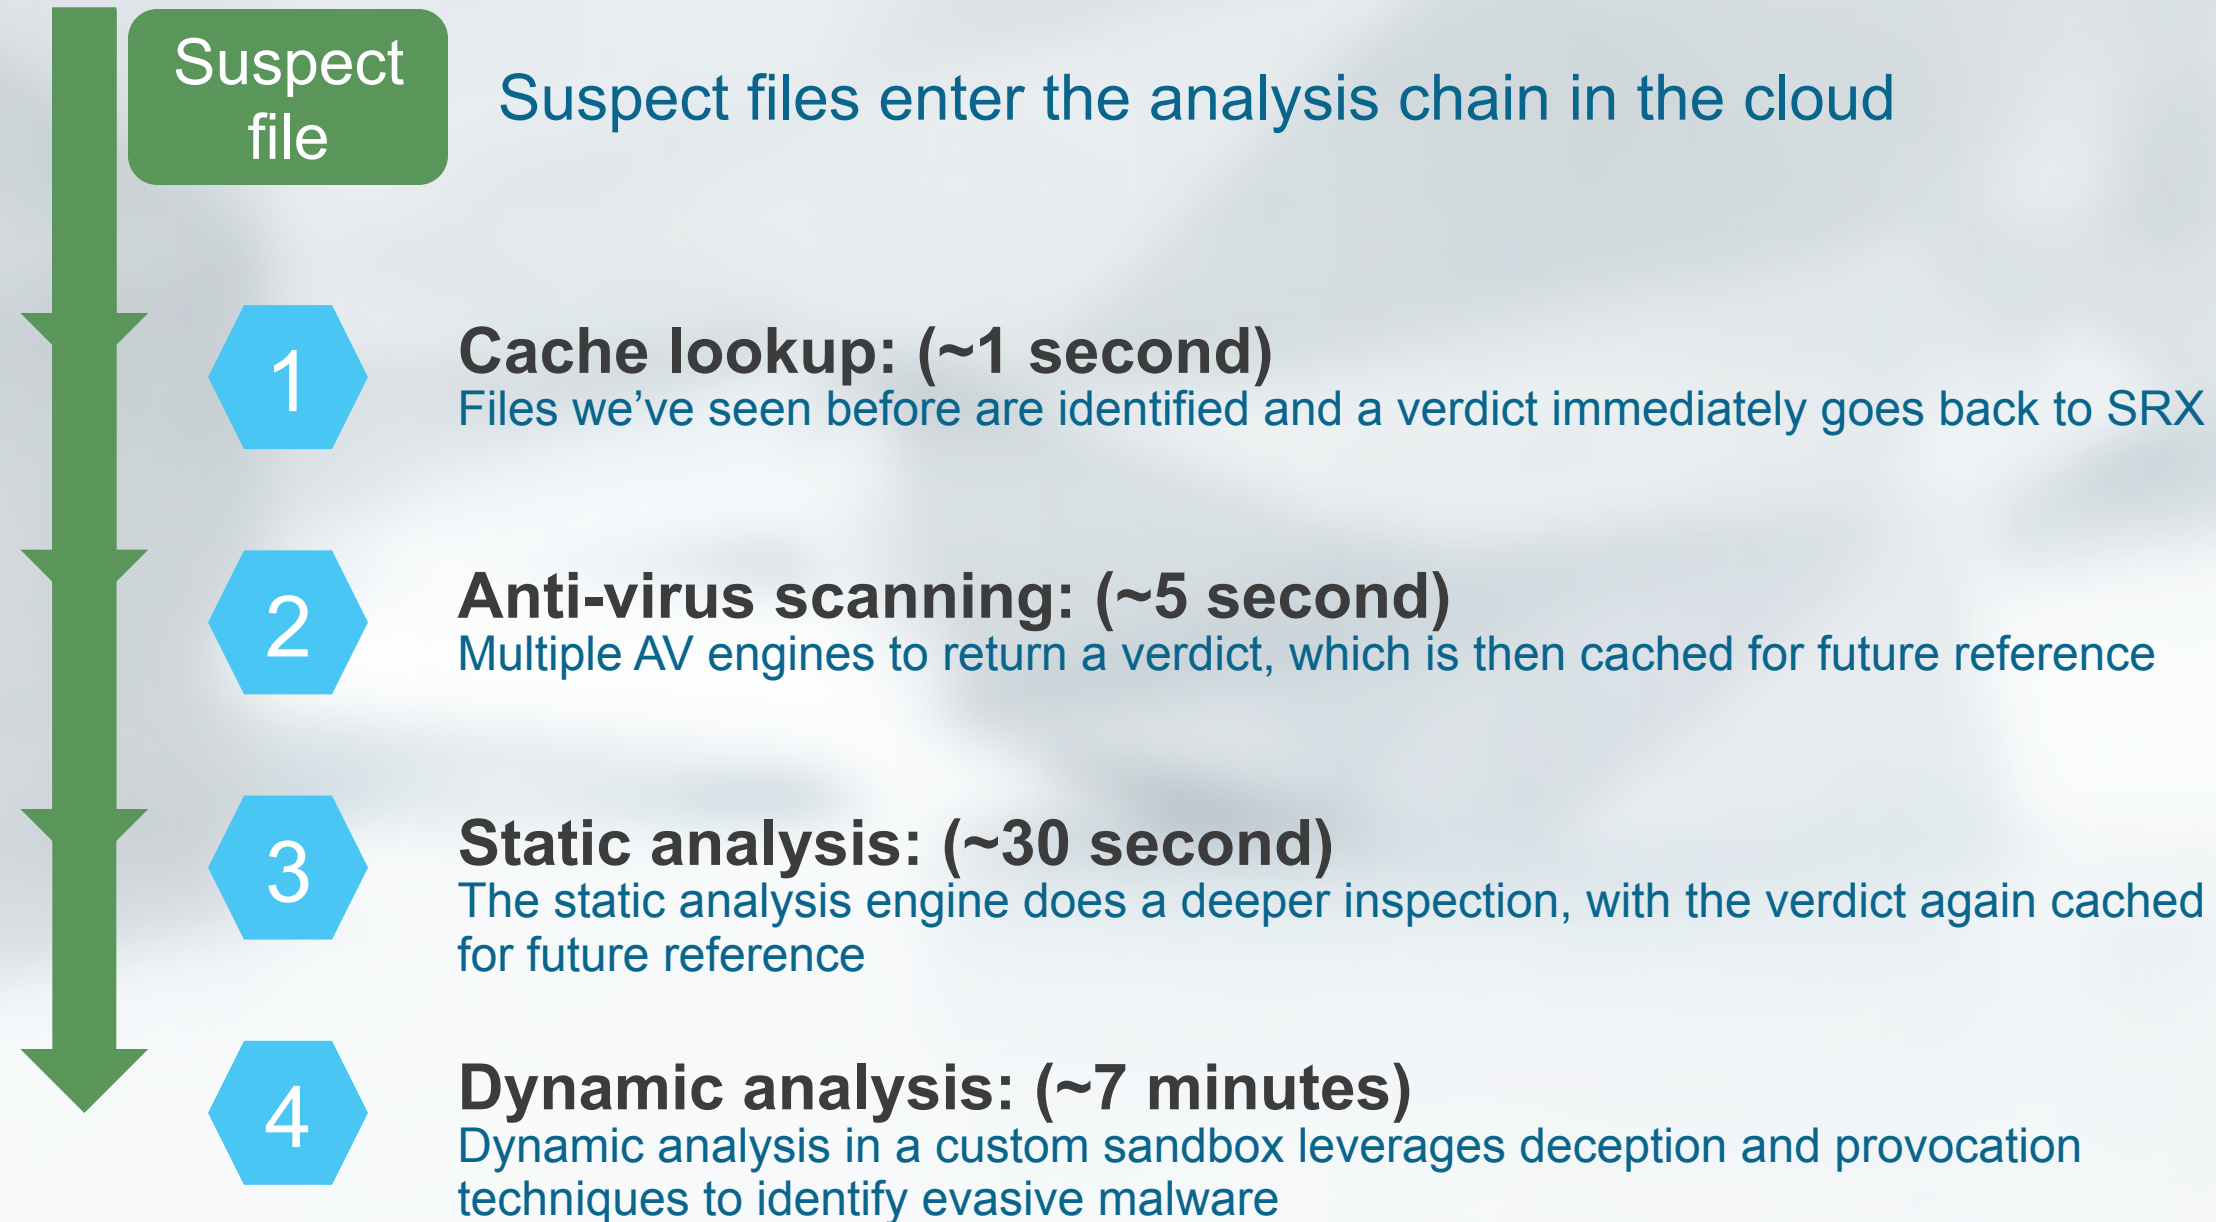 Suspect
file
Suspect files enter the analysis chain in the cloud
1
Cache lookup: (~1 second)
Files we’ve seen before are identified and a verdict immediately goes back to SRX
2
Anti-virus scanning: (~5 second)
Multiple AV engines to return a verdict, which is then cached for future reference
3
Static analysis: (~30 second)
The static analysis engine does a deeper inspection, with the verdict again cached
for future reference
4
Dynamic analysis: (~7 minutes)
Dynamic analysis in a custom sandbox leverages deception and provocation
techniques to identify evasive malware